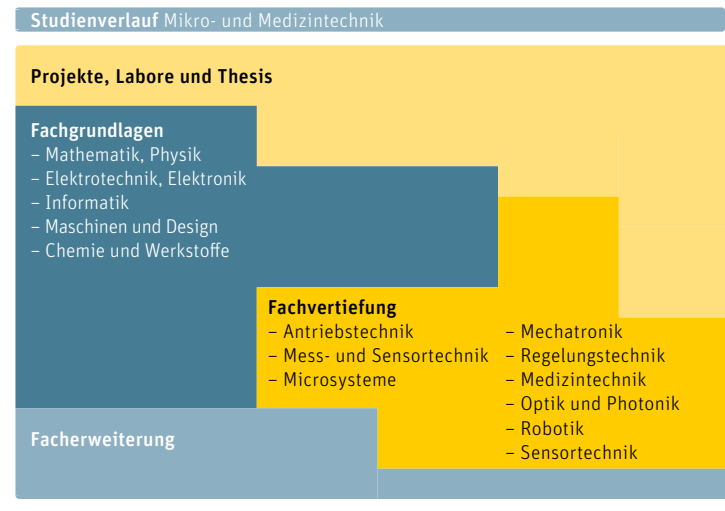 Studienverlauf Mikro- und Medizintechnik
Projekte, Labore und Thesis
Fachgrundlagen
– Mathematik, Physik
– Elektrotechnik, Elektronik
– Informatik
– Maschinen und Design
– Chemie und Werkstoffe
Fachvertiefung
– Antriebstechnik
– Mess- und Sensortechnik
– Microsysteme
– Mechatronik
– Regelungstechnik
– Medizintechnik
– Optik und Photonik
– Robotik
– Sensortechnik
Facherweiterung